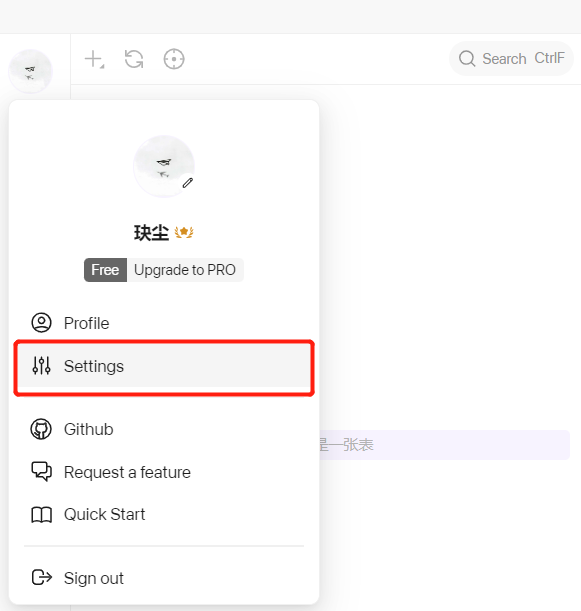 Search CtrlF
玦尘
Free Upgrade to PRO
Profile
Settings
是一张表
Github
Request a feature
Quick Start
Sign out